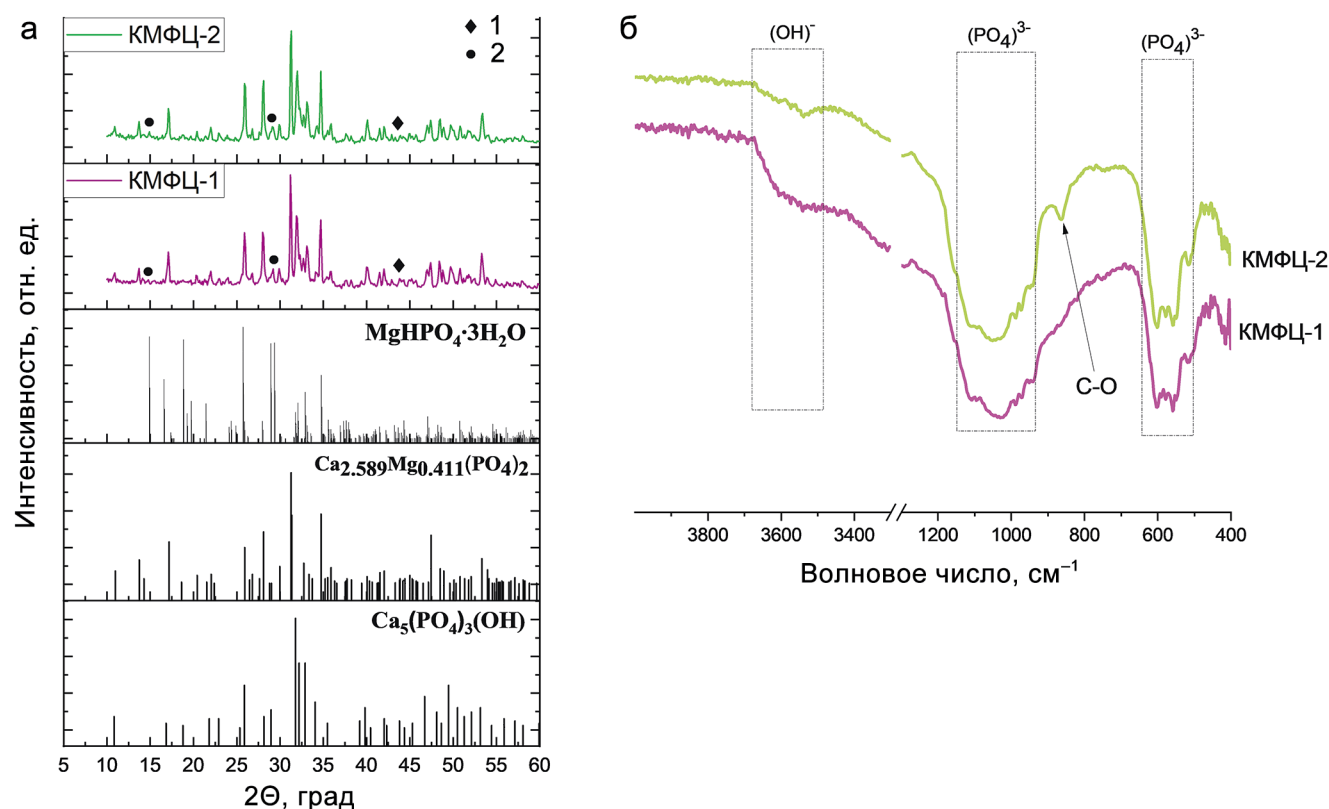 а
КМФЦ-2
1
2
КМФЦ-1
MgHPO₄·3H₂O
Ca₂.₅₈₉Mg₀.₄₁₁(PO₄)₂
Ca₅(PO₄)₃(OH)
Интенсивность, отн. ед.
5 10 15 20 25 30 35 40 45 50 55 60
2Θ, град
б
(OH)⁻
(PO₄)³⁻
(PO₄)³⁻
КМФЦ-2
КМФЦ-1
C-O
3800 3600 3400 1200 1000 800 600 400
Волновое число, см⁻¹